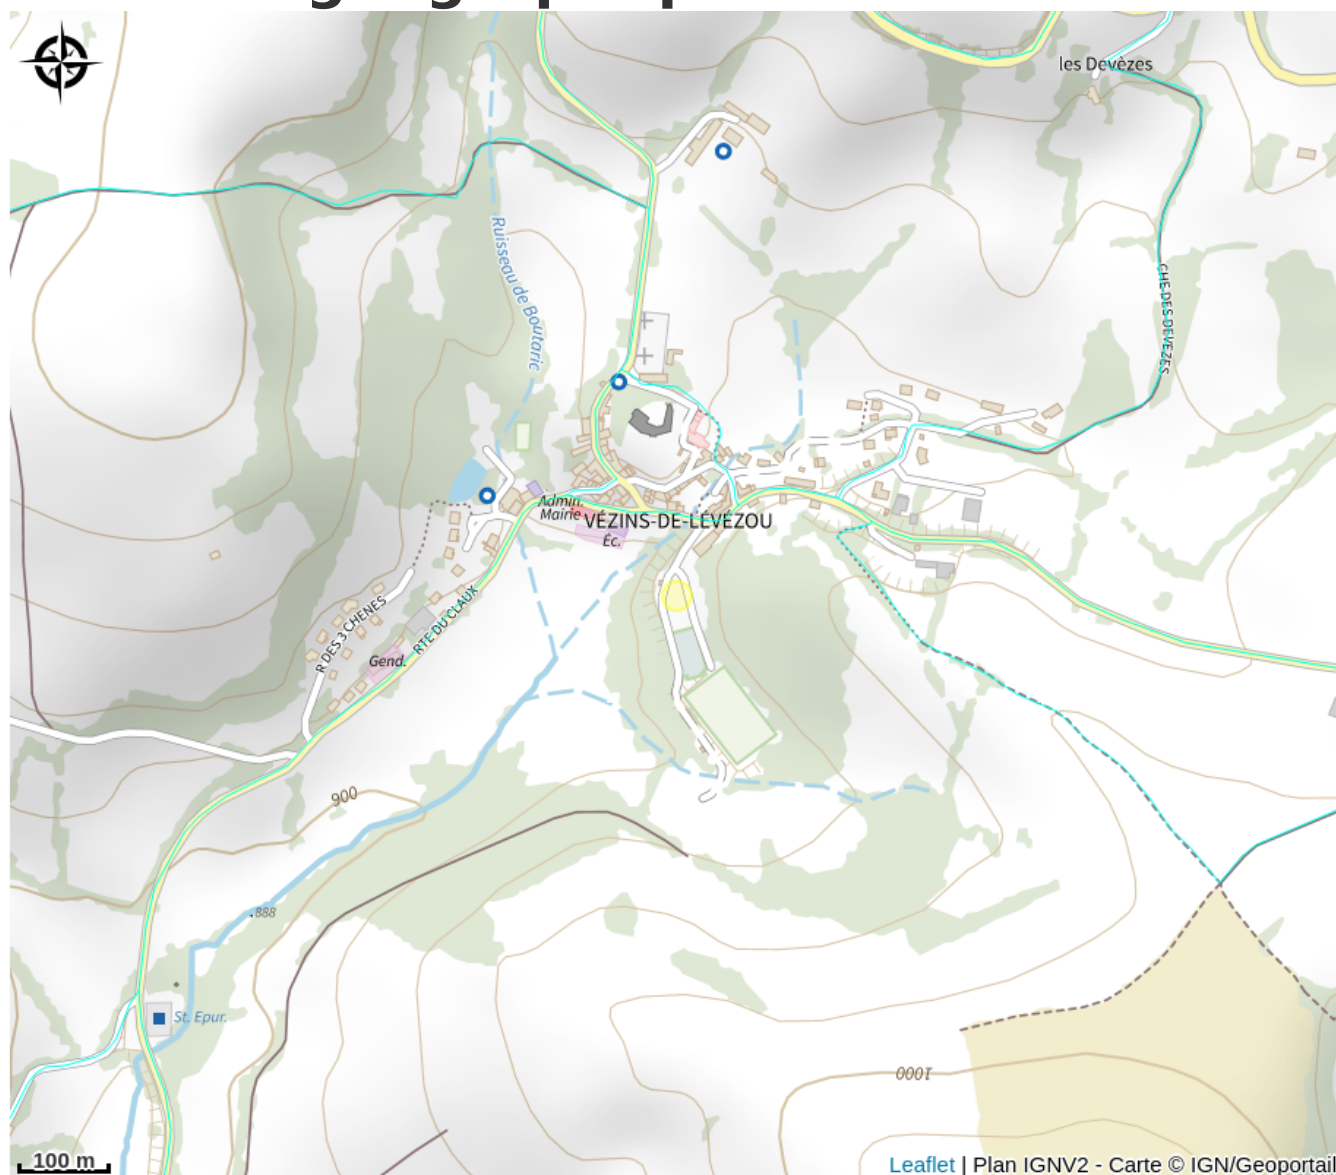 les Devèzes
Ruisseau de Boutaric
CHE DES DEVEZES
Admin.
Mairie
VÉZINS-DE-LÉVÉZOU
Éc.
R DES 3 CHENES
RTE DU CLAUX
Gend.
900
.888
St. Epur.
1000
100 m
Leaflet | Plan IGNV2 - Carte © IGN/Geoportail